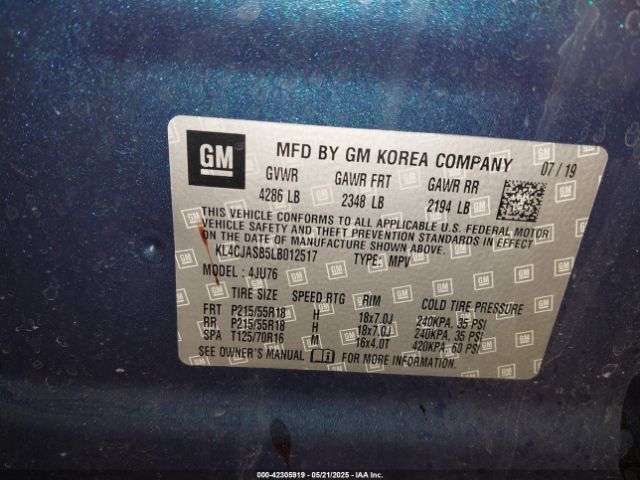 GM MFD BY GM KOREA COMPANY 07/19
GVWR GAWR FRT GAWR RR
4286 LB 2348 LB 2194 LB
THIS VEHICLE CONFORMS TO ALL APPLICABLE U.S. FEDERAL MOTOR
VEHICLE SAFETY AND THEFT PREVENTION STANDARDS IN EFFECT
ON THE DATE OF MANUFACTURE SHOWN ABOVE.
KL4CJASB5LB012517 TYPE: MPV
MODEL: 4JU76
TIRE SIZE SPEED RTG RIM COLD TIRE PRESSURE
FRT P215/55R18 H 18x7.0J 240KPA, 35 PSI
RR P215/55R18 H 18x7.0J 240KPA, 35 PSI
SPA T125/70R16 M 16x4.0T 420KPA, 60 PSI
SEE OWNER'S MANUAL FOR MORE INFORMATION
000-42305919 - 05/21/2025 - IAA Inc.